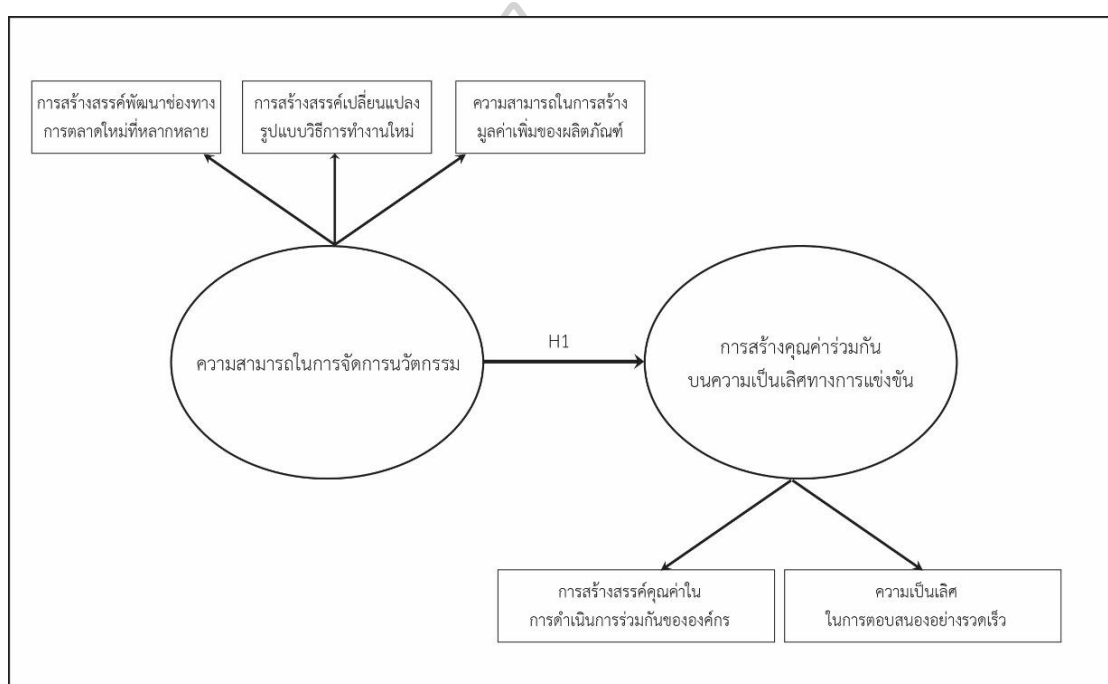 การสร้างสรรค์พัฒนาช่องทาง
การตลาดใหม่ที่หลากหลาย
การสร้างสรรค์เปลี่ยนแปลง
รูปแบบวิธีการทำงานใหม่
ความสามารถในการสร้าง
มูลค่าเพิ่มของผลิตภัณฑ์
ความสามารถในการจัดการนวัตกรรม
H1
การสร้างคุณค่าร่วมกัน
บนความเป็นเลิศทางการแข่งขัน
การสร้างสรรค์คุณค่าใน
การดำเนินการร่วมกันขององค์กร
ความเป็นเลิศ
ในการตอบสนองอย่างรวดเร็ว